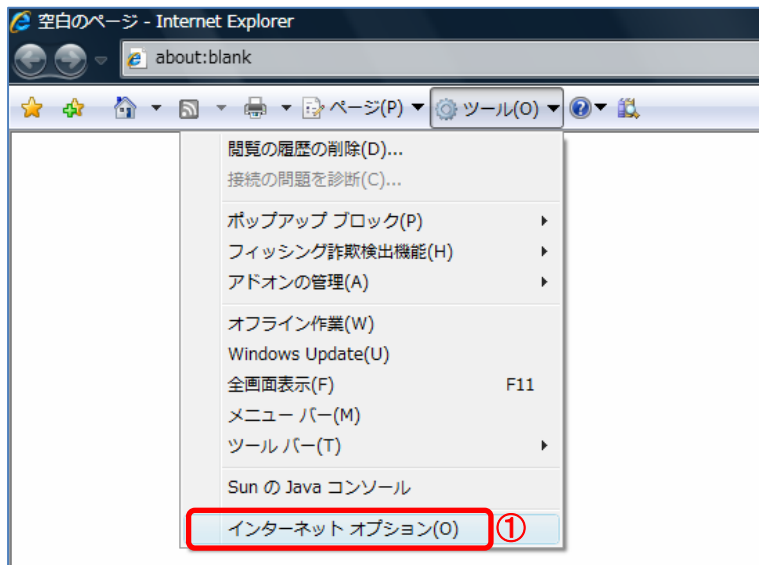 空白のページ - Internet Explorer
about:blank
ページ(P) ツール(O)
閲覧の履歴の削除(D)...
接続の問題を診断(C)...
ポップアップ ブロック(P)
フィッシング詐欺検出機能(H)
アドオンの管理(A)
オフライン作業(W)
Windows Update(U)
全画面表示(F) F11
メニュー バー(M)
ツール バー(T)
Sun の Java コンソール
インターネット オプション(O) ①